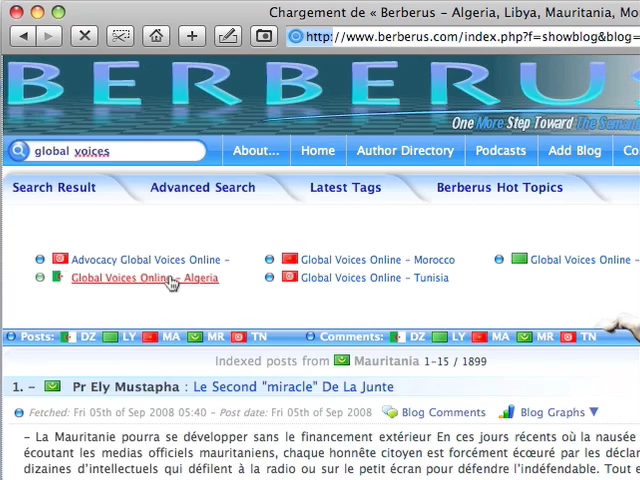 Chargement de « Berberus – Algeria, Libya, Mauritania, Mo
http://www.berberus.com/index.php?f=showblog&blog=
BERBERUS
One More Step Toward The Semant
global voices
About... Home Author Directory Podcasts Add Blog Co
Search Result Advanced Search Latest Tags Berberus Hot Topics
Advocacy Global Voices Online – Global Voices Online – Morocco Global Voices Onlin
Global Voices Online – Algeria Global Voices Online – Tunisia
Posts: DZ LY MA MR TN Comments: DZ LY MA MR TN
Indexed posts from Mauritania 1-15 / 1899
1. – Pr Ely Mustapha : Le Second "miracle" De La Junte
Fetched: Fri 05th of Sep 2008 05:40 – Post date: Fri 05th of Sep 2008 Blog Comments Blog Graphs ▼
– La Mauritanie pourra se développer sans le financement extérieur En ces jours récents où la nausée
écoutant les medias officiels mauritaniens, chaque honnête citoyen est forcément écœuré par les décla
dizaines d'intellectuels qui défilent à la radio ou sur le petit écran pour défendre l'indéfendable. Tout e